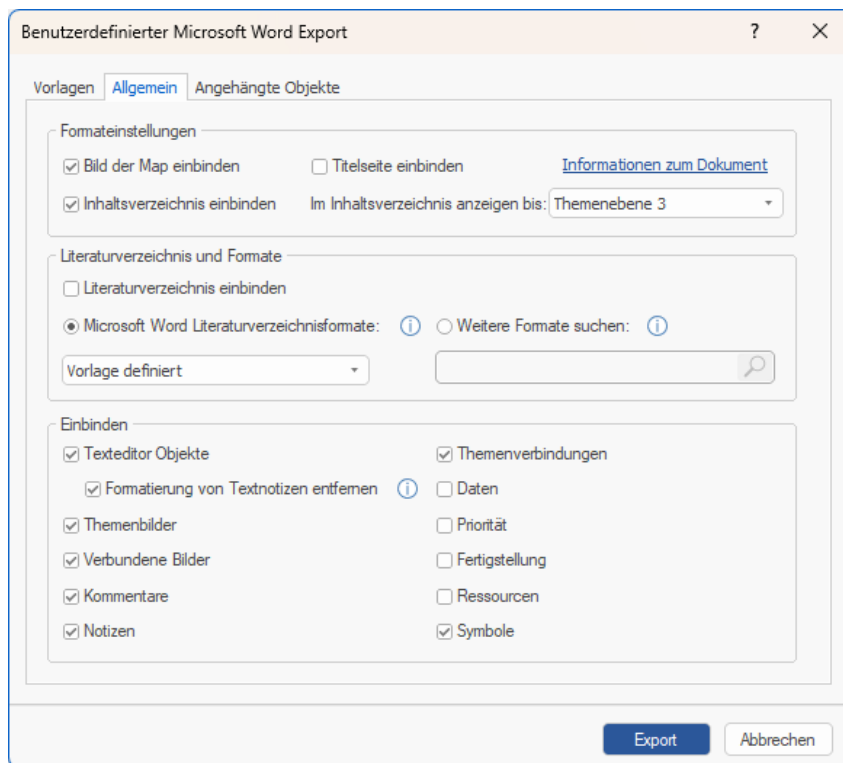 Benutzerdefinierter Microsoft Word Export
Vorlagen Allgemein Angehängte Objekte
Formateinstellungen
Bild der Map einbinden Titelseite einbinden Informationen zum Dokument
Inhaltsverzeichnis einbinden Im Inhaltsverzeichnis anzeigen bis: Themenebene 3
Literaturverzeichnis und Formate
Literaturverzeichnis einbinden
Microsoft Word Literaturverzeichnisformate: Weitere Formate suchen:
Vorlage definiert
Einbinden
Texteditor Objekte Themenverbindungen
Formatierung von Textnotizen entfernen Daten
Themenbilder Priorität
Verbundene Bilder Fertigstellung
Kommentare Ressourcen
Notizen Symbole
Export Abbrechen